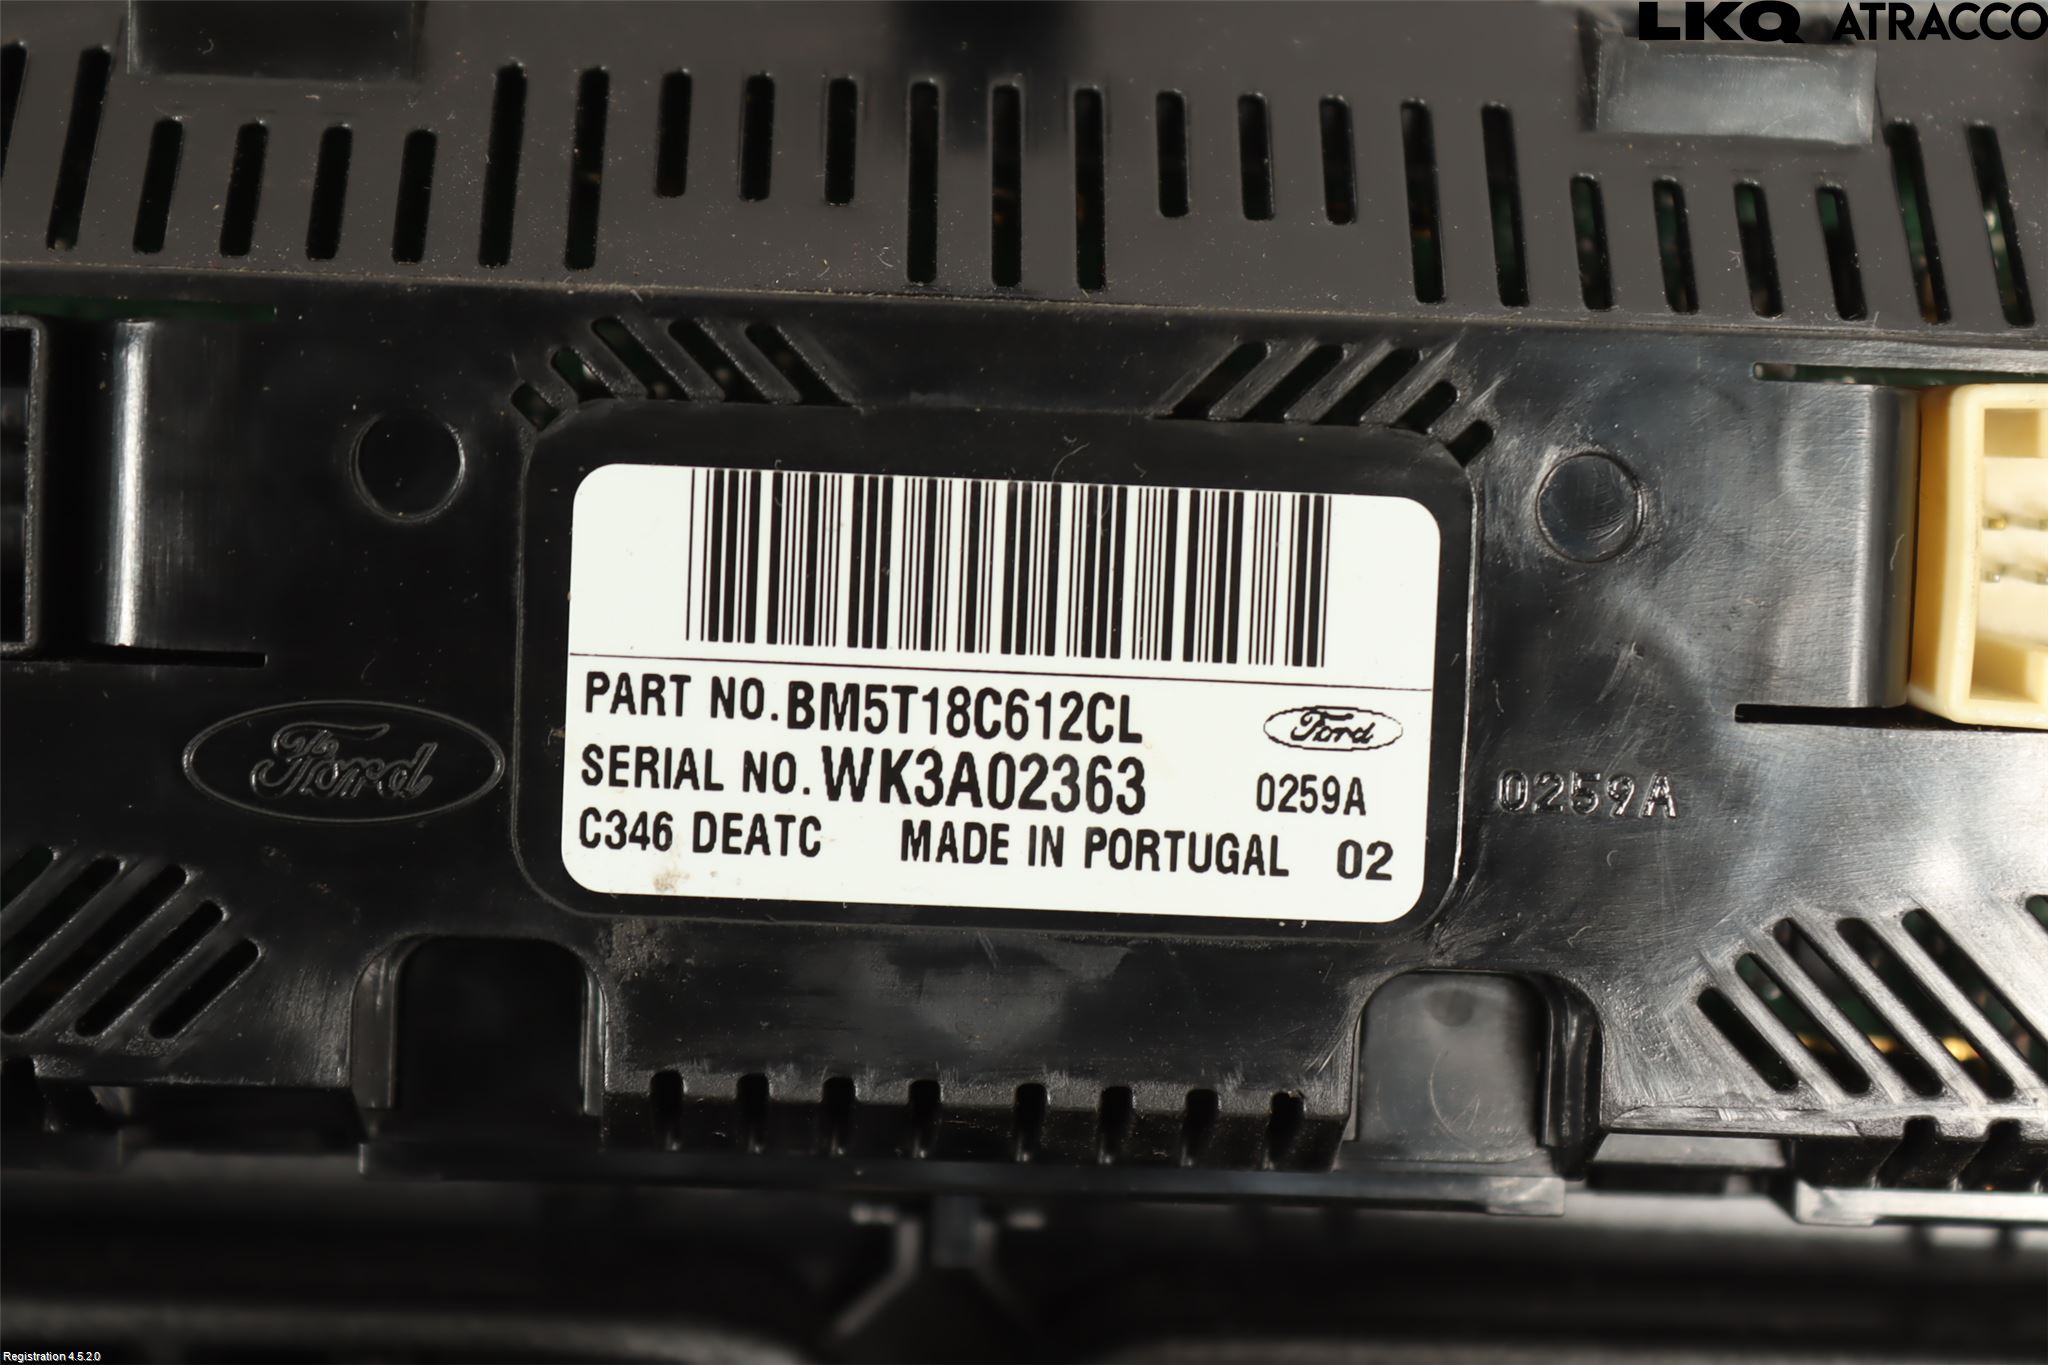 LKQ ATRACCO
PART NO. BM5T18C612CL
Ford
SERIAL NO. WK3A02363
0259A
C346 DEATC MADE IN PORTUGAL 02
Ford
0259A
Registration 4.5.2.0